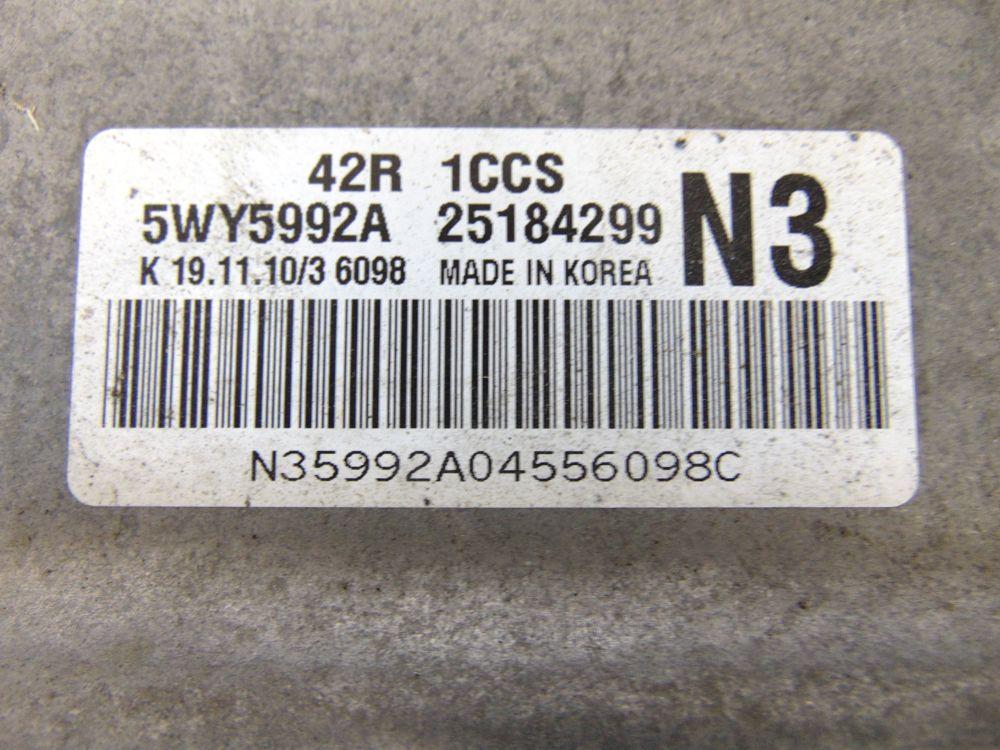 42R 1CCS
5WY5992A 25184299 N3
K 19.11.10/3 6098 MADE IN KOREA
N35992A04556098C